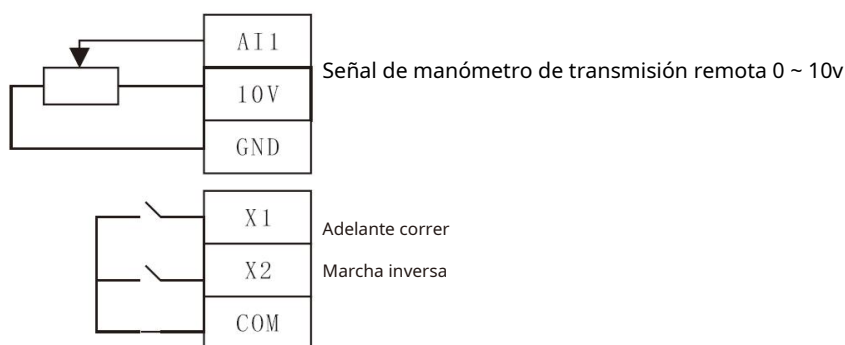 AI1
Señal de manómetro de transmisión remota 0 ~ 10v
10V
GND
X1
Adelante correr
X2
Marcha inversa
COM